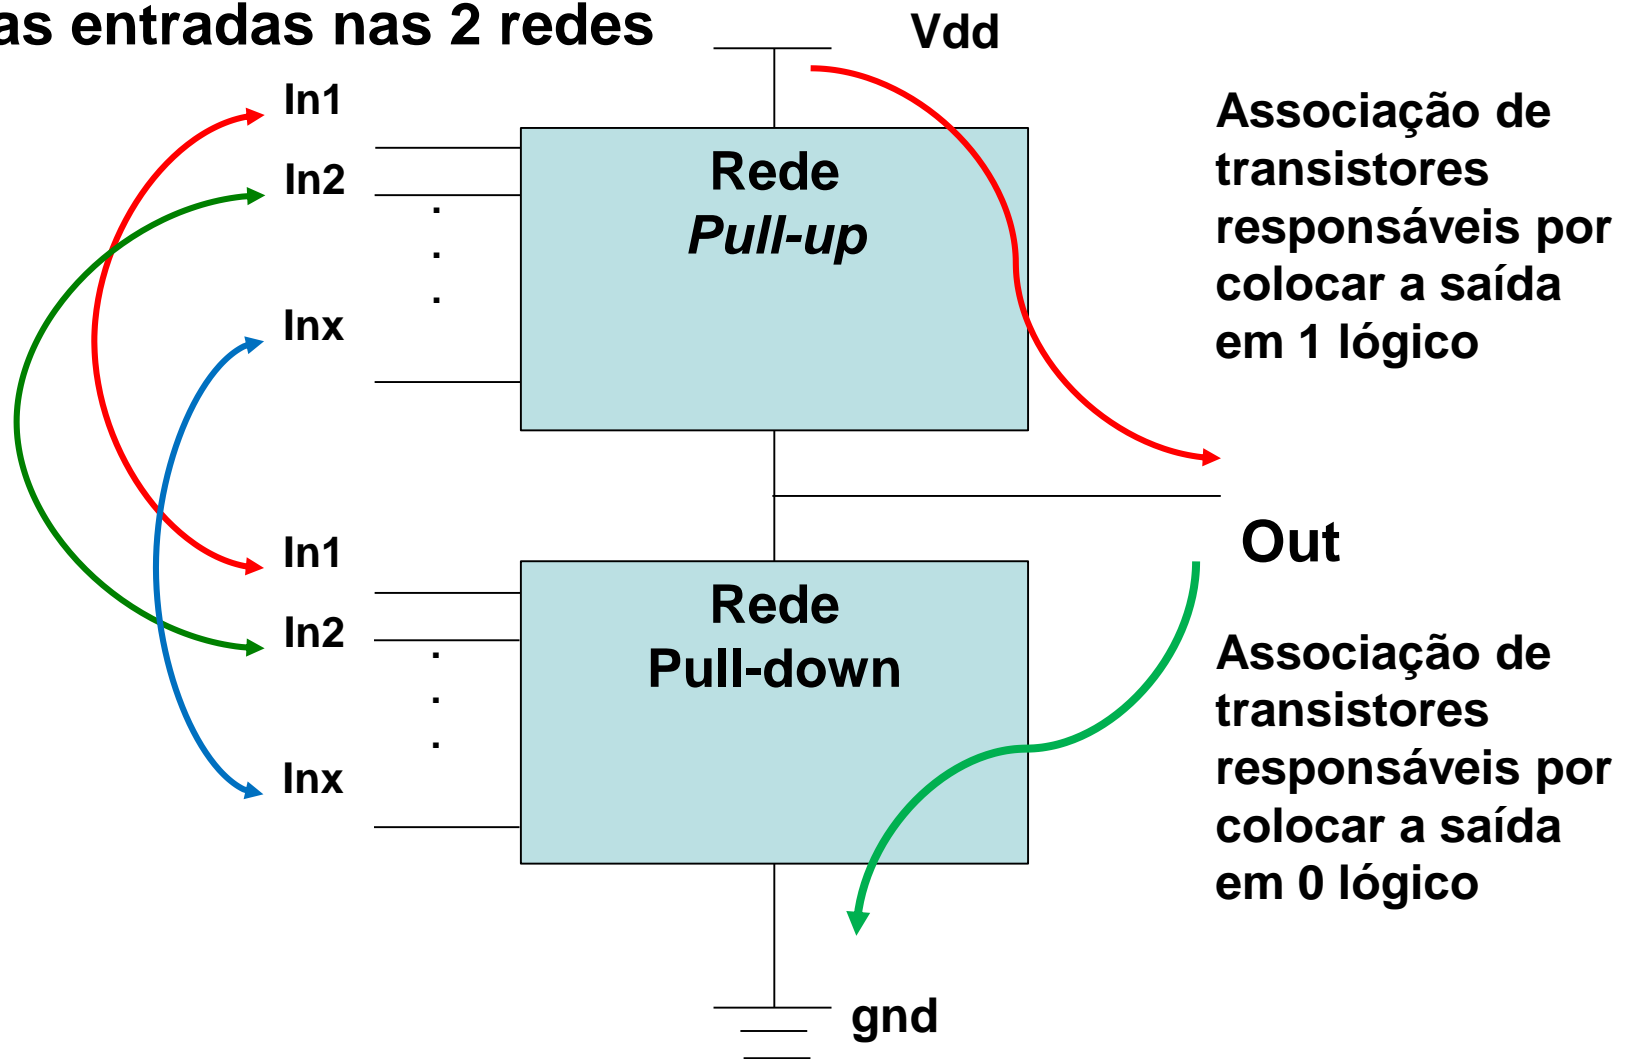 as entradas nas 2 redes
Vdd
In1
In2
.
.
.
Inx
Rede
Pull-up
Associação de
transistores
responsáveis por
colocar a saída
em 1 lógico
Out
In1
In2
.
.
.
Inx
Rede
Pull-down
Associação de
transistores
responsáveis por
colocar a saída
em 0 lógico
gnd